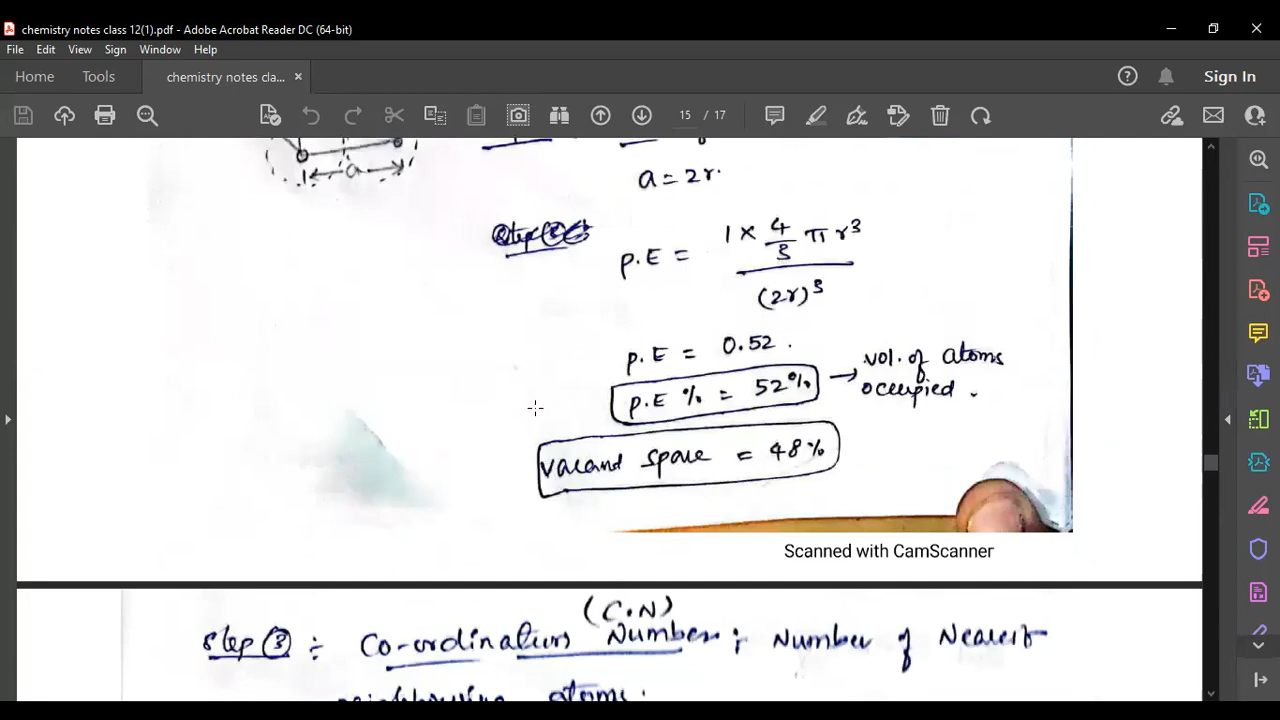 chemistry notes class 12(1).pdf - Adobe Acrobat Reader DC (64-bit)
File Edit View Sign Window Help
Home Tools chemistry notes cla... × Sign In
15 / 17
a
a = 2r.
p.E = 1 × 4/3 π r³ / (2r)³
p.E = 0.52 .
p.E % = 52% → vol. of atoms occupied .
vacant space = 48%
Scanned with CamScanner
(C.N)
Step ③ ÷ Co-ordination Number ; Number of Nearest
neighbouring atoms.